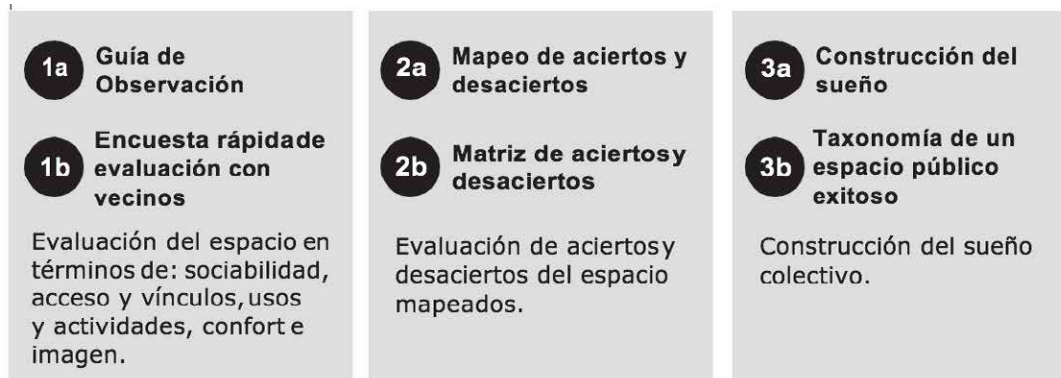 1a
Guía de
Observación
1b
Encuesta rápidade
evaluación con
vecinos
Evaluación del espacio en
términos de: sociabilidad,
acceso y vínculos, usos
y actividades, confort e
imagen.
2a
Mapeo de aciertos y
desaciertos
2b
Matriz de aciertosy
desaciertos
Evaluación de aciertosy
desaciertos del espacio
mapeados.
3a
Construcción del
sueño
3b
Taxonomía de un
espacio público
exitoso
Construcción del sueño
colectivo.